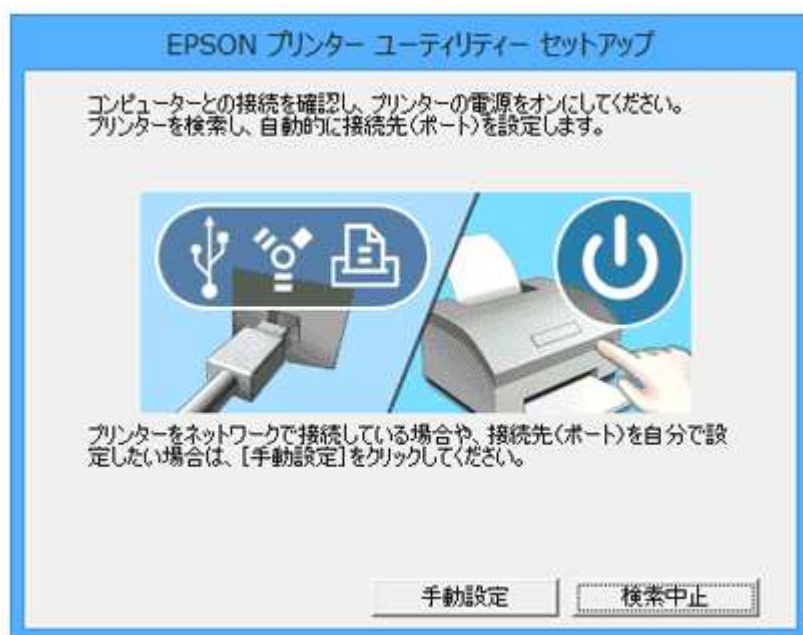 EPSON プリンター ユーティリティー セットアップ
コンピューターとの接続を確認し、プリンターの電源をオンにしてください。
プリンターを検索し、自動的に接続先(ポート)を設定します。
プリンターをネットワークで接続している場合や、接続先(ポート)を自分で設
定したい場合は、[手動設定]をクリックしてください。
手動設定
検索中止